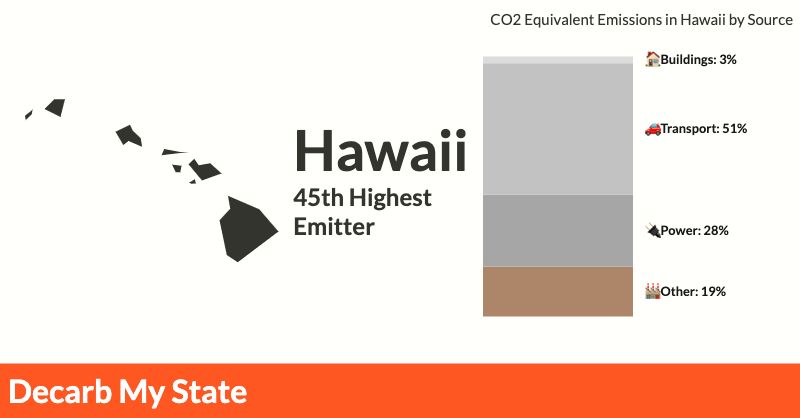 CO2 Equivalent Emissions in Hawaii by Source
Buildings: 3%
Transport: 51%
Hawaii
45th Highest
Emitter
Power: 28%
Other: 19%
Decarb My State